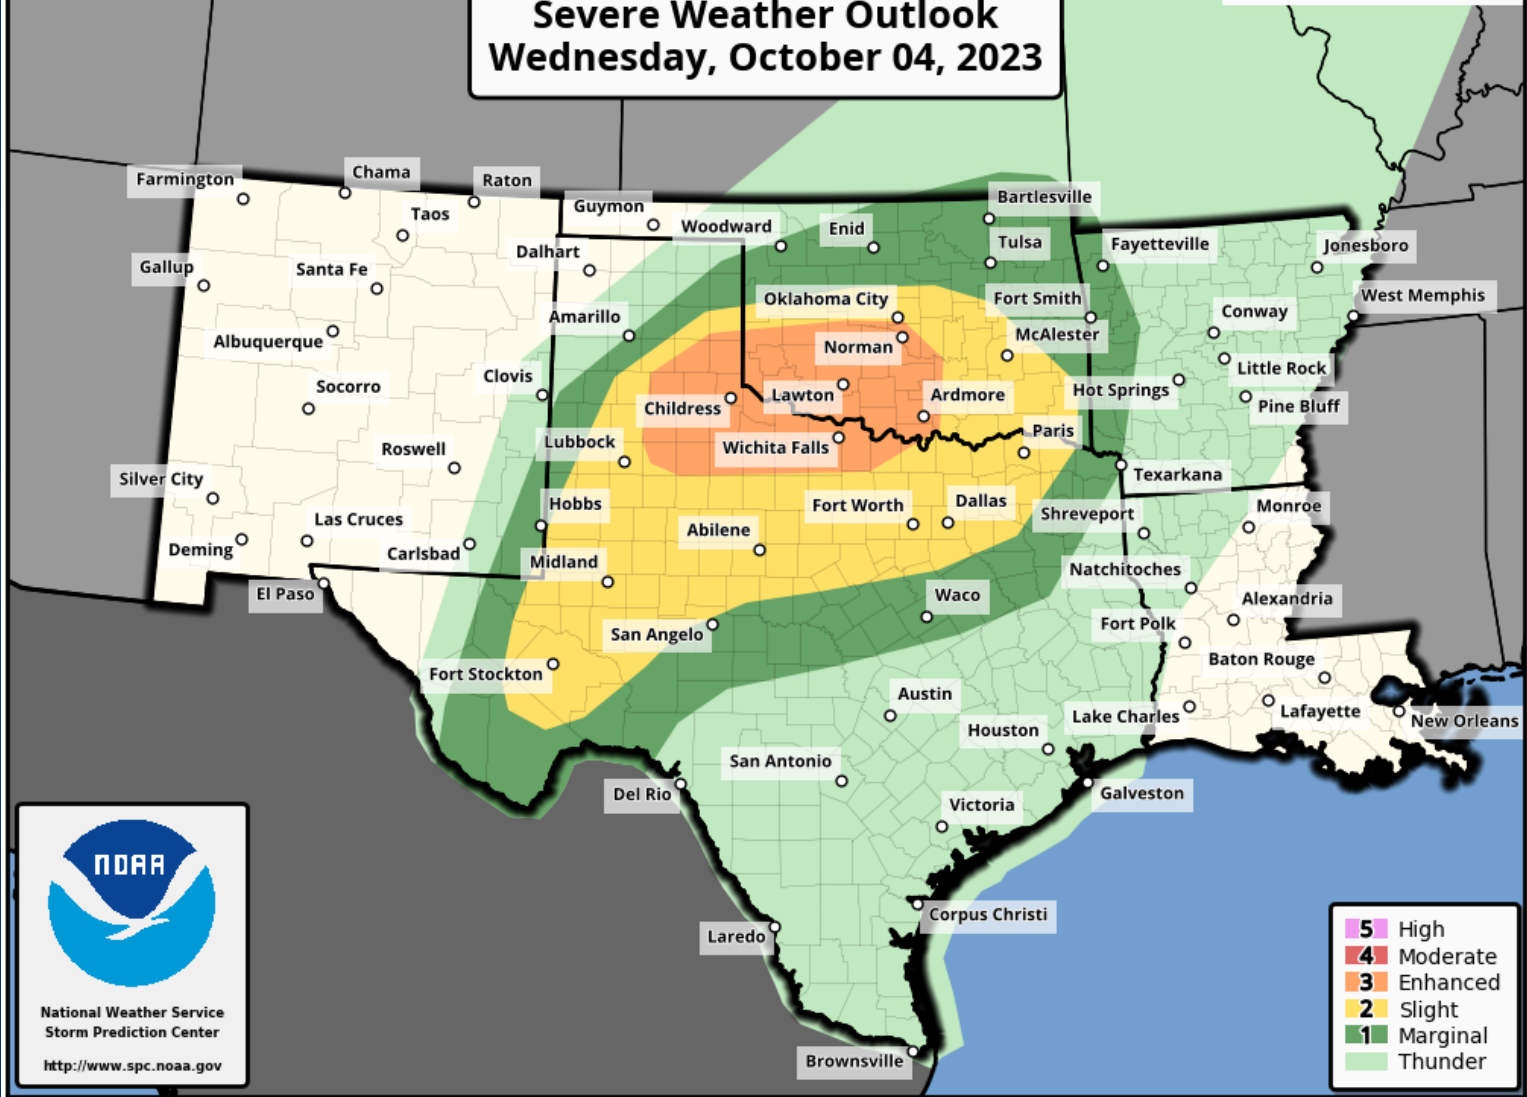 Severe Weather Outlook
Wednesday, October 04, 2023
Farmington
Chama
Raton
Taos
Guymon
Woodward
Enid
Bartlesville
Tulsa
Fayetteville
Jonesboro
Gallup
Santa Fe
Dalhart
Amarillo
Oklahoma City
Fort Smith
West Memphis
Conway
McAlester
Albuquerque
Norman
Little Rock
Socorro
Clovis
Childress
Lawton
Ardmore
Hot Springs
Pine Bluff
Roswell
Lubbock
Wichita Falls
Paris
Texarkana
Silver City
Hobbs
Fort Worth
Dallas
Shreveport
Monroe
Las Cruces
Abilene
Deming
Carlsbad
Midland
Natchitoches
El Paso
Waco
Alexandria
San Angelo
Fort Polk
Fort Stockton
Baton Rouge
Austin
Lake Charles
Lafayette
New Orleans
Houston
San Antonio
Del Rio
Galveston
Victoria
Laredo
Corpus Christi
Brownsville
NOAA
National Weather Service
Storm Prediction Center
http://www.spc.noaa.gov
5 High
4 Moderate
3 Enhanced
2 Slight
1 Marginal
Thunder